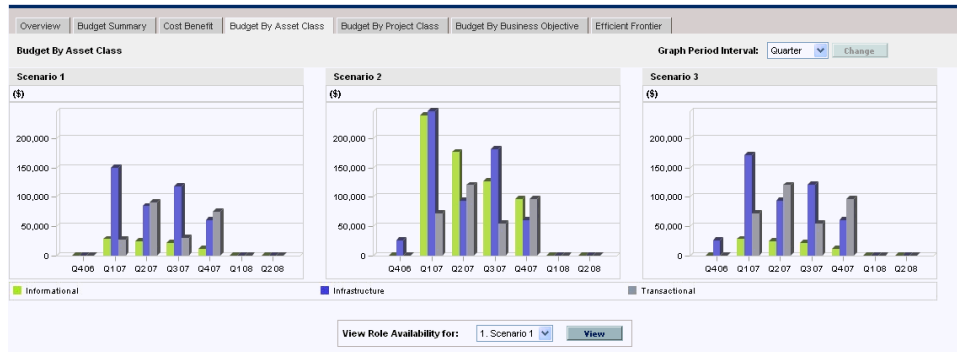 Overview Budget Summary Cost Benefit Budget By Asset Class Budget By Project Class Budget By Business Objective Efficient Frontier
Budget By Asset Class Graph Period Interval: Quarter Change
Scenario 1 Scenario 2 Scenario 3
($) ($) ($)
200,000 200,000 200,000
150,000 150,000 150,000
100,000 100,000 100,000
50,000 50,000 50,000
0 0 0
Q4 06 Q1 07 Q2 07 Q3 07 Q4 07 Q1 08 Q2 08 Q4 06 Q1 07 Q2 07 Q3 07 Q4 07 Q1 08 Q2 08 Q4 06 Q1 07 Q2 07 Q3 07 Q4 07 Q1 08 Q2 08
Informational Infrastructure Transactional
View Role Availability for: 1. Scenario 1 View